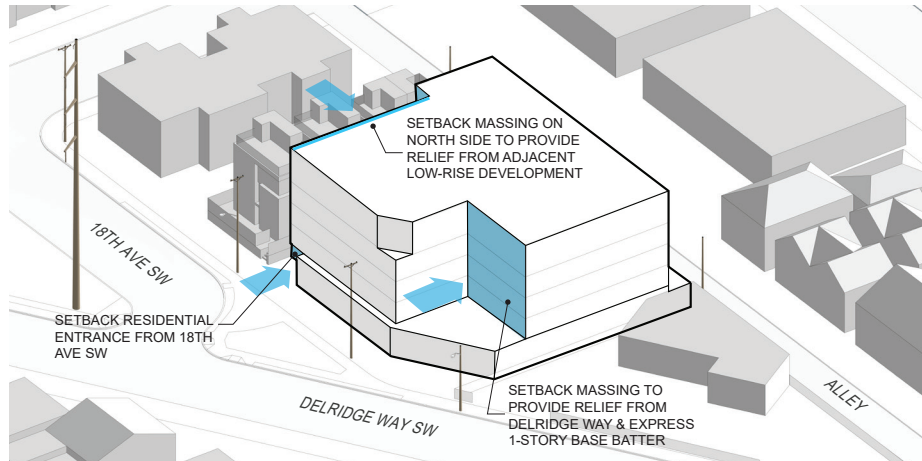 SETBACK MASSING ON
NORTH SIDE TO PROVIDE
RELIEF FROM ADJACENT
LOW-RISE DEVELOPMENT
18TH AVE SW
SETBACK RESIDENTIAL
ENTRANCE FROM 18TH
AVE SW
DELRIDGE WAY SW
SETBACK MASSING TO
PROVIDE RELIEF FROM
DELRIDGE WAY & EXPRESS
1-STORY BASE BATTER
ALLEY